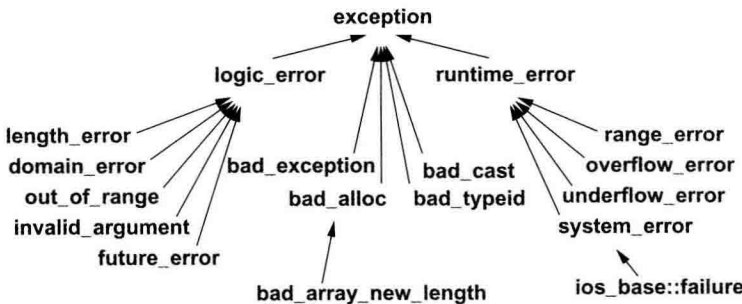 exception
logic_error
runtime_error
length_error
domain_error
out_of_range
invalid_argument
future_error
bad_exception
bad_alloc
bad_cast
bad_typeid
bad_array_new_length
range_error
overflow_error
underflow_error
system_error
ios_base::failure